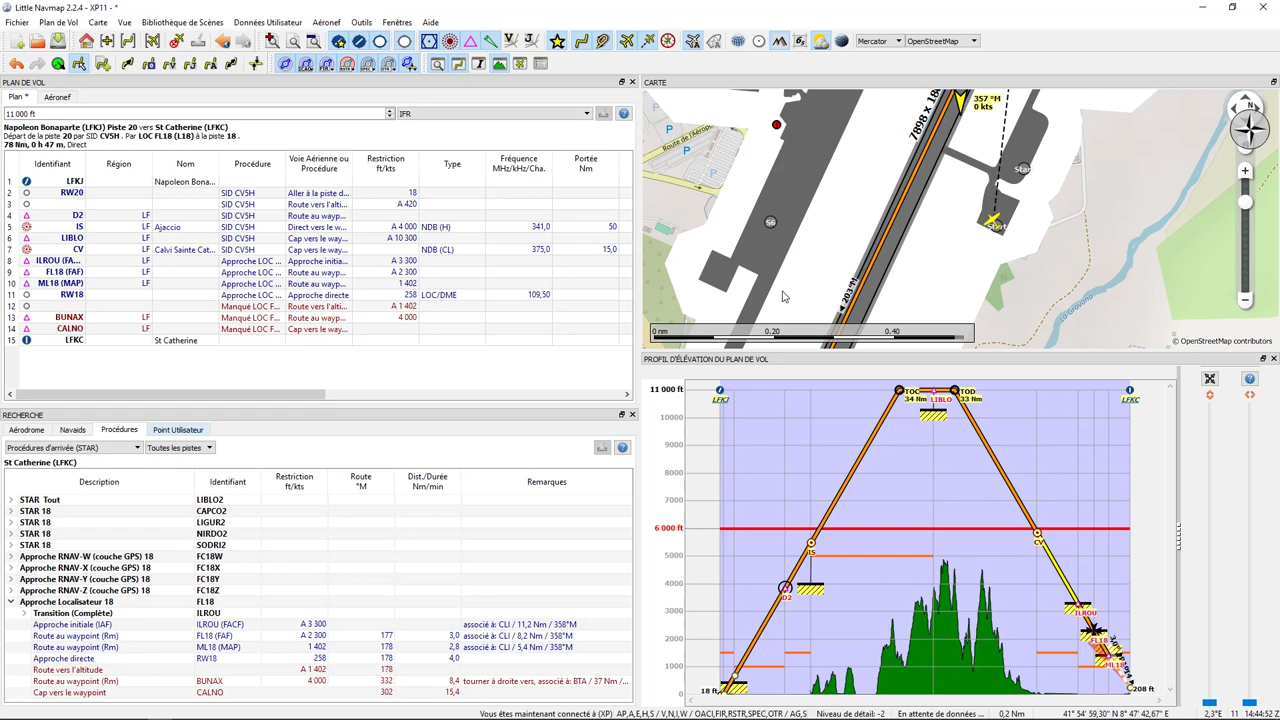 Little Navmap 2.2.4 - XP11 - *
Fichier Plan de Vol Carte Vue Bibliothèque de Scènes Données Utilisateur Aéronef Outils Fenêtres Aide
Mercator OpenStreetMap
PLAN DE VOL
Plan * Aéronef
11 000 ft IFR
Napoleon Bonaparte (LFKJ) Piste 20 vers St Catherine (LFKC)
Départ de la piste 20 par SID CV5H . Par LOC FL18 (L18) à la piste 18 .
78 Nm, 0 h 47 m, Direct
Identifiant Région Nom Procédure Voie Aérienne ou Procédure Restriction ft/kts Type Fréquence MHz/kHz/Cha. Portée Nm
1 LFKJ Napoleon Bona...
2 RW20 SID CV5H Aller à la piste d... 18
3 SID CV5H Route vers l'alti... A 420
4 D2 LF SID CV5H Route au wayp...
5 IS LF Ajaccio SID CV5H Direct vers le w... A 4 000 NDB (H) 341,0 50
6 LIBLO LF SID CV5H Cap vers le way... A 10 300
7 CV LF Calvi Sainte Cat... SID CV5H Cap vers le way... NDB (CL) 375,0 15,0
8 ILROU (FA... LF Approche LOC ... Approche initia... A 3 300
9 FL18 (FAF) LF Approche LOC ... Route au wayp... A 2 300
10 ML18 (MAP) LF Approche LOC ... Route au wayp... 1 402
11 RW18 Approche LOC ... Approche directe 258 LOC/DME 109,50
12 Manqué LOC F... Route vers l'alti... A 1 402
13 BUNAX LF Manqué LOC F... Route au wayp... 4 000
14 CALNO LF Manqué LOC F... Cap vers le way...
15 LFKC St Catherine
RECHERCHE
Aérodrome Navaids Procédures Point Utilisateur
Procédures d'arrivée (STAR) Toutes les pistes
St Catherine (LFKC)
Description Identifiant Restriction ft/kts Route °M Dist./Durée Nm/min Remarques
STAR Tout LIBLO2
STAR 18 CAPCO2
STAR 18 LIGUR2
STAR 18 NIRDO2
STAR 18 SODRI2
Approche RNAV-W (couche GPS) 18 FC18W
Approche RNAV-X (couche GPS) 18 FC18X
Approche RNAV-Y (couche GPS) 18 FC18Y
Approche RNAV-Z (couche GPS) 18 FC18Z
Approche Localisateur 18 FL18
Transition (Complète) ILROU
Approche initiale (IAF) ILROU (FACF) A 3 300 associé à: CLI / 11,2 Nm / 358°M
Route au waypoint (Rm) FL18 (FAF) A 2 300 177 3,0 associé à: CLI / 8,2 Nm / 358°M
Route au waypoint (Rm) ML18 (MAP) 1 402 178 2,8 associé à: CLI / 5,4 Nm / 358°M
Approche directe RW18 258 178 4,0
Route vers l'altitude A 1 402 178
Route au waypoint (Rm) BUNAX 4 000 332 8,4 tourner à droite vers, associé à: BTA / 37 Nm /...
Cap vers le waypoint CALNO 302 15,4
CARTE
357 °M
0 kts
7898 x 18
Route de l'Aérop
P
P
P
S6
Start
203°M
La Gravona
0 nm 0.20 0.40
© OpenStreetMap contributors
N
PROFIL D'ÉLÉVATION DU PLAN DE VOL
11 000 ft
10000
9000
8000
7000
6 000 ft
5000
4000
3000
2000
1000
18 ft
LFKJ
TOC
34 Nm
LIBLO
TOD
33 Nm
LFKC
IS
D2
CV
ILROU
FL18
ML18
208 ft
Vous êtes maintenant connecté à (XP) AP,A,E,H,S / V,N,I,W / OACI,FIR,RSTR,SPEC,OTR / AG,S Niveau de détail: -2 En attente de données ... 0,2 Nm 41° 54' 59,30" N 8° 47' 42,67" E 2,3°E 14:44:52